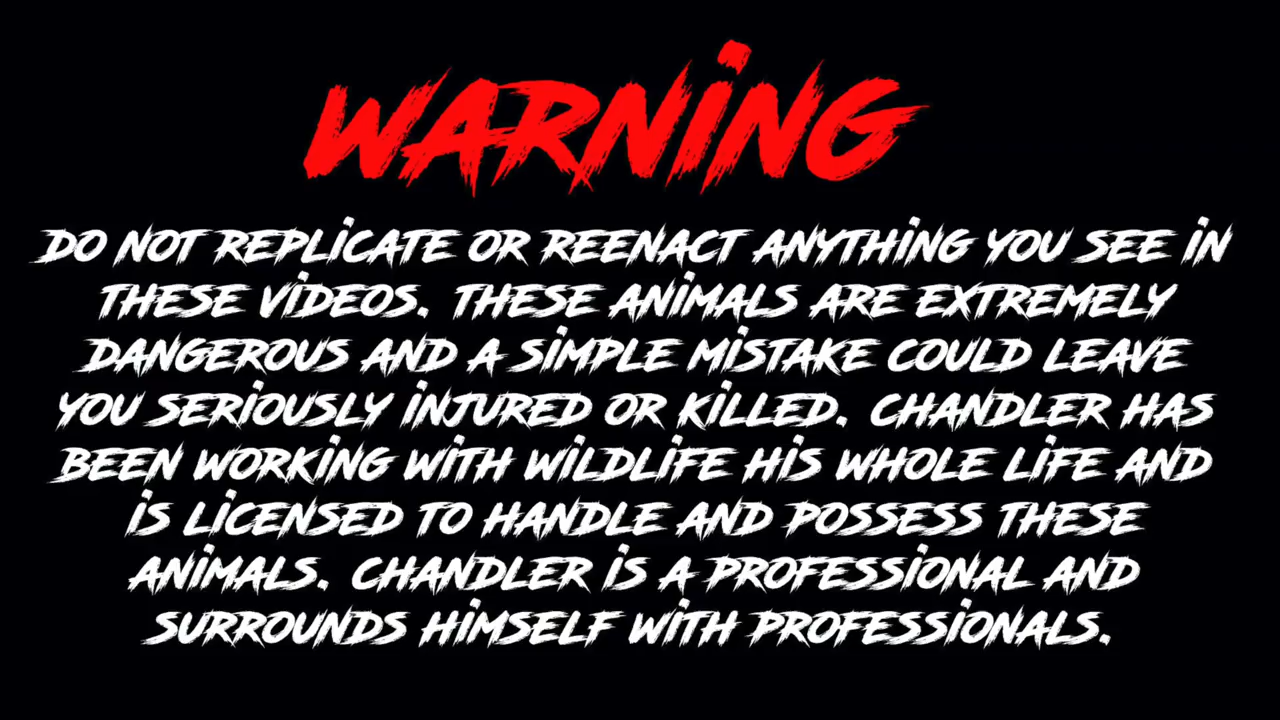 WARNING
DO NOT REPLICATE OR REENACT ANYTHING YOU SEE IN
THESE VIDEOS. THESE ANIMALS ARE EXTREMELY
DANGEROUS AND A SIMPLE MISTAKE COULD LEAVE
YOU SERIOUSLY INJURED OR KILLED. CHANDLER HAS
BEEN WORKING WITH WILDLIFE HIS WHOLE LIFE AND
IS LICENSED TO HANDLE AND POSSESS THESE
ANIMALS. CHANDLER IS A PROFESSIONAL AND
SURROUNDS HIMSELF WITH PROFESSIONALS.